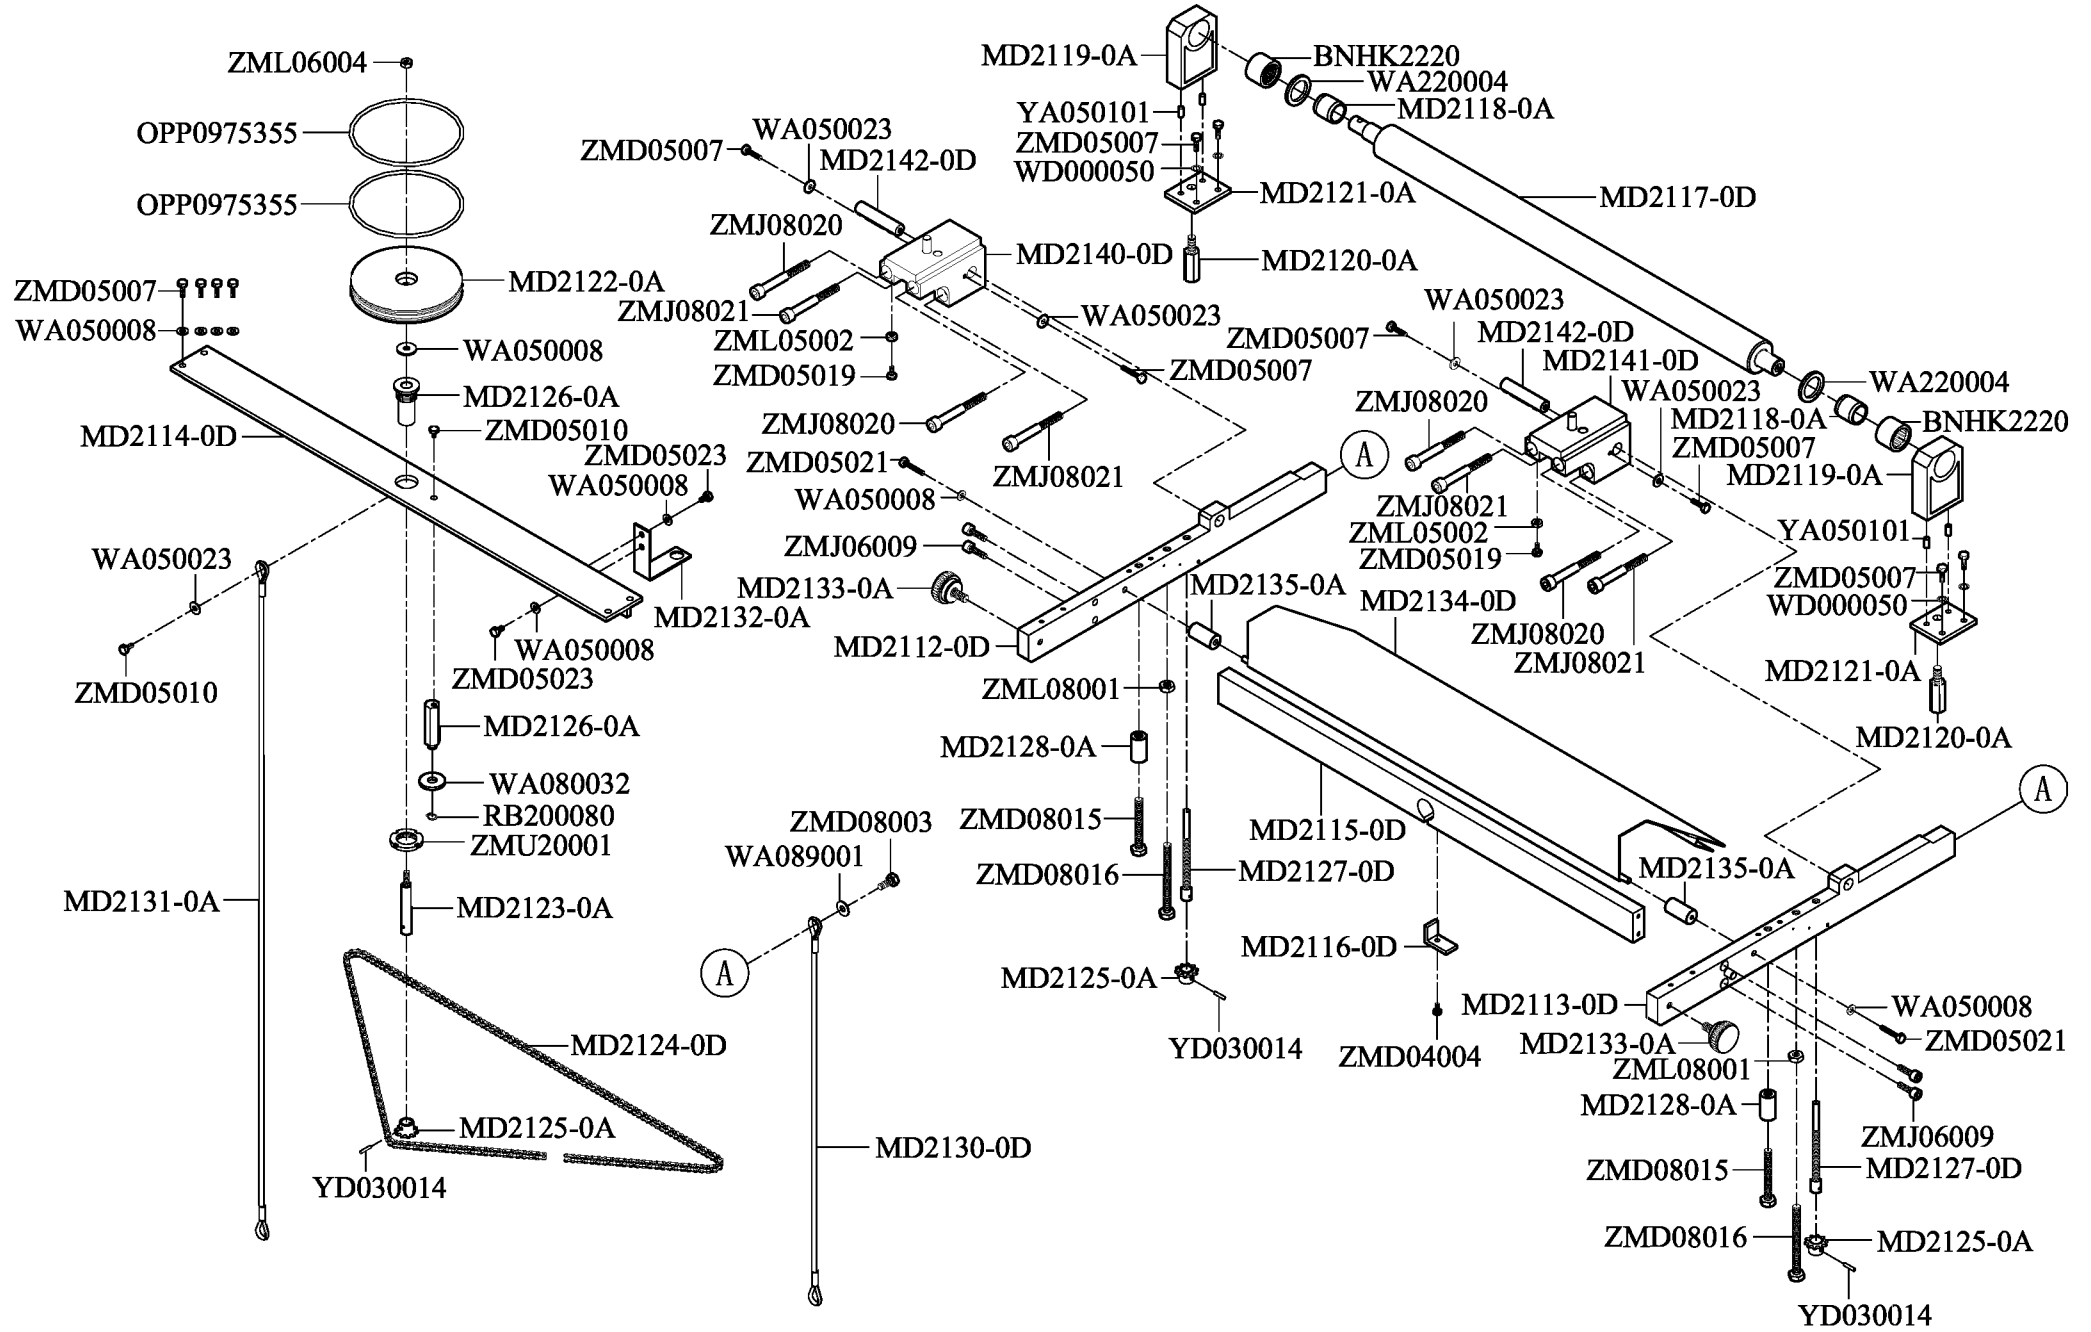 ZML06004
OPP0975355
OPP0975355
MD2122-0A
ZMD05007
WA050008
WA050008
MD2126-0A
ZMD05010
MD2114-0D
ZMD05023
WA050008
WA050023
ZMD05010
MD2132-0A
WA050008
ZMD05023
MD2126-0A
WA080032
RB200080
ZMU20001
MD2131-0A
MD2123-0A
MD2124-0D
MD2125-0A
YD030014
WA050023
ZMD05007
MD2142-0D
ZMJ08020
MD2140-0D
ZMJ08021
ZML05002
ZMD05019
WA050023
ZMD05007
ZMJ08020
ZMJ08021
ZMD05021
WA050008
ZMJ06009
MD2133-0A
MD2112-0D
A
MD2135-0A
ZML08001
MD2128-0A
ZMD08015
ZMD08016
MD2127-0D
MD2125-0A
YD030014
ZMD08003
WA089001
A
MD2130-0D
MD2119-0A
BNHK2220
WA220004
MD2118-0A
YA050101
ZMD05007
WD000050
MD2121-0A
MD2120-0A
MD2117-0D
WA050023
ZMD05007
MD2142-0D
MD2141-0D
WA050023
ZMJ08020
ZMD05007
ZMJ08021
ZML05002
ZMD05019
ZMJ08020
ZMJ08021
WA220004
MD2118-0A
BNHK2220
MD2119-0A
YA050101
ZMD05007
WD000050
MD2121-0A
MD2120-0A
MD2134-0D
MD2115-0D
MD2116-0D
ZMD04004
MD2135-0A
A
MD2113-0D
MD2133-0A
WA050008
ZMD05021
ZML08001
MD2128-0A
ZMJ06009
ZMD08015
MD2127-0D
ZMD08016
MD2125-0A
YD030014